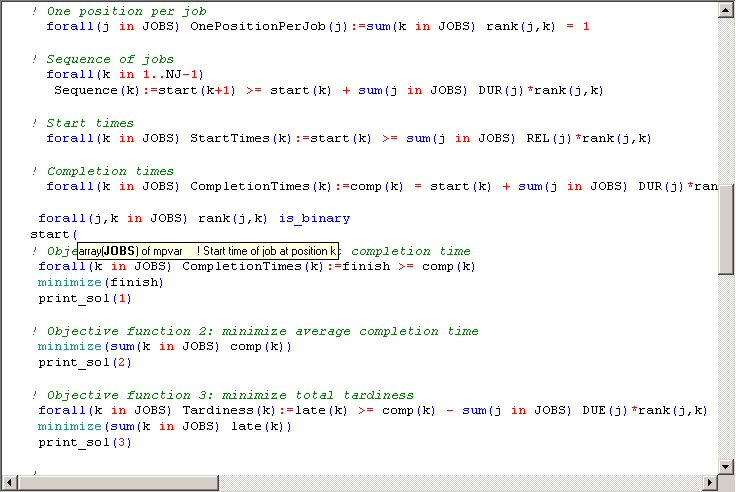 ! One position per job
forall(j in JOBS) OnePositionPerJob(j):=sum(k in JOBS) rank(j,k) = 1
! Sequence of jobs
forall(k in 1..NJ-1)
Sequence(k):=start(k+1) >= start(k) + sum(j in JOBS) DUR(j)*rank(j,k)
! Start times
forall(k in JOBS) StartTimes(k):=start(k) >= sum(j in JOBS) REL(j)*rank(j,k)
! Completion times
forall(k in JOBS) CompletionTimes(k):=comp(k) = start(k) + sum(j in JOBS) DUR(j)*ran
forall(j,k in JOBS) rank(j,k) is_binary
start(
! Obje
array(JOBS) of mpvar ! Start time of job at position k
t completion time
forall(k in JOBS) CompletionTimes(k):=finish >= comp(k)
minimize(finish)
print_sol(1)
! Objective function 2: minimize average completion time
minimize(sum(k in JOBS) comp(k))
print_sol(2)
! Objective function 3: minimize total tardiness
forall(k in JOBS) Tardiness(k):=late(k) >= comp(k) - sum(j in JOBS) DUE(j)*rank(j,k)
minimize(sum(k in JOBS) late(k))
print_sol(3)